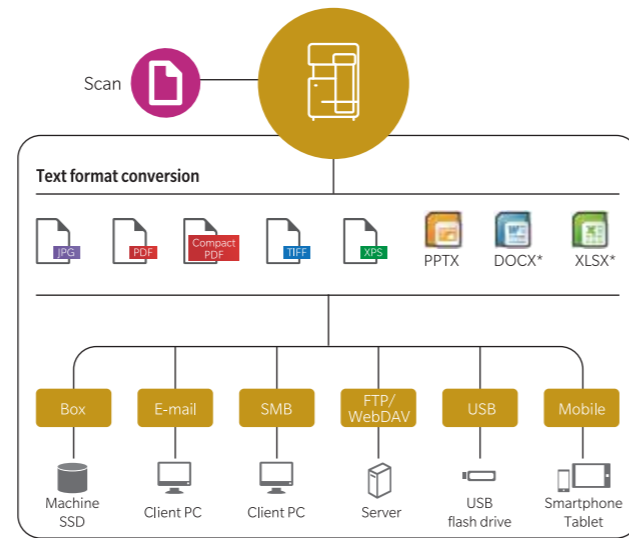 Scan
Text format conversion
JPG
PDF
Compact
PDF
TIFF
XPS
PPTX
DOCX*
XLSX*
Box
E-mail
SMB
FTP/
WebDAV
USB
Mobile
Machine
SSD
Client PC
Client PC
Server
USB
flash drive
Smartphone
Tablet